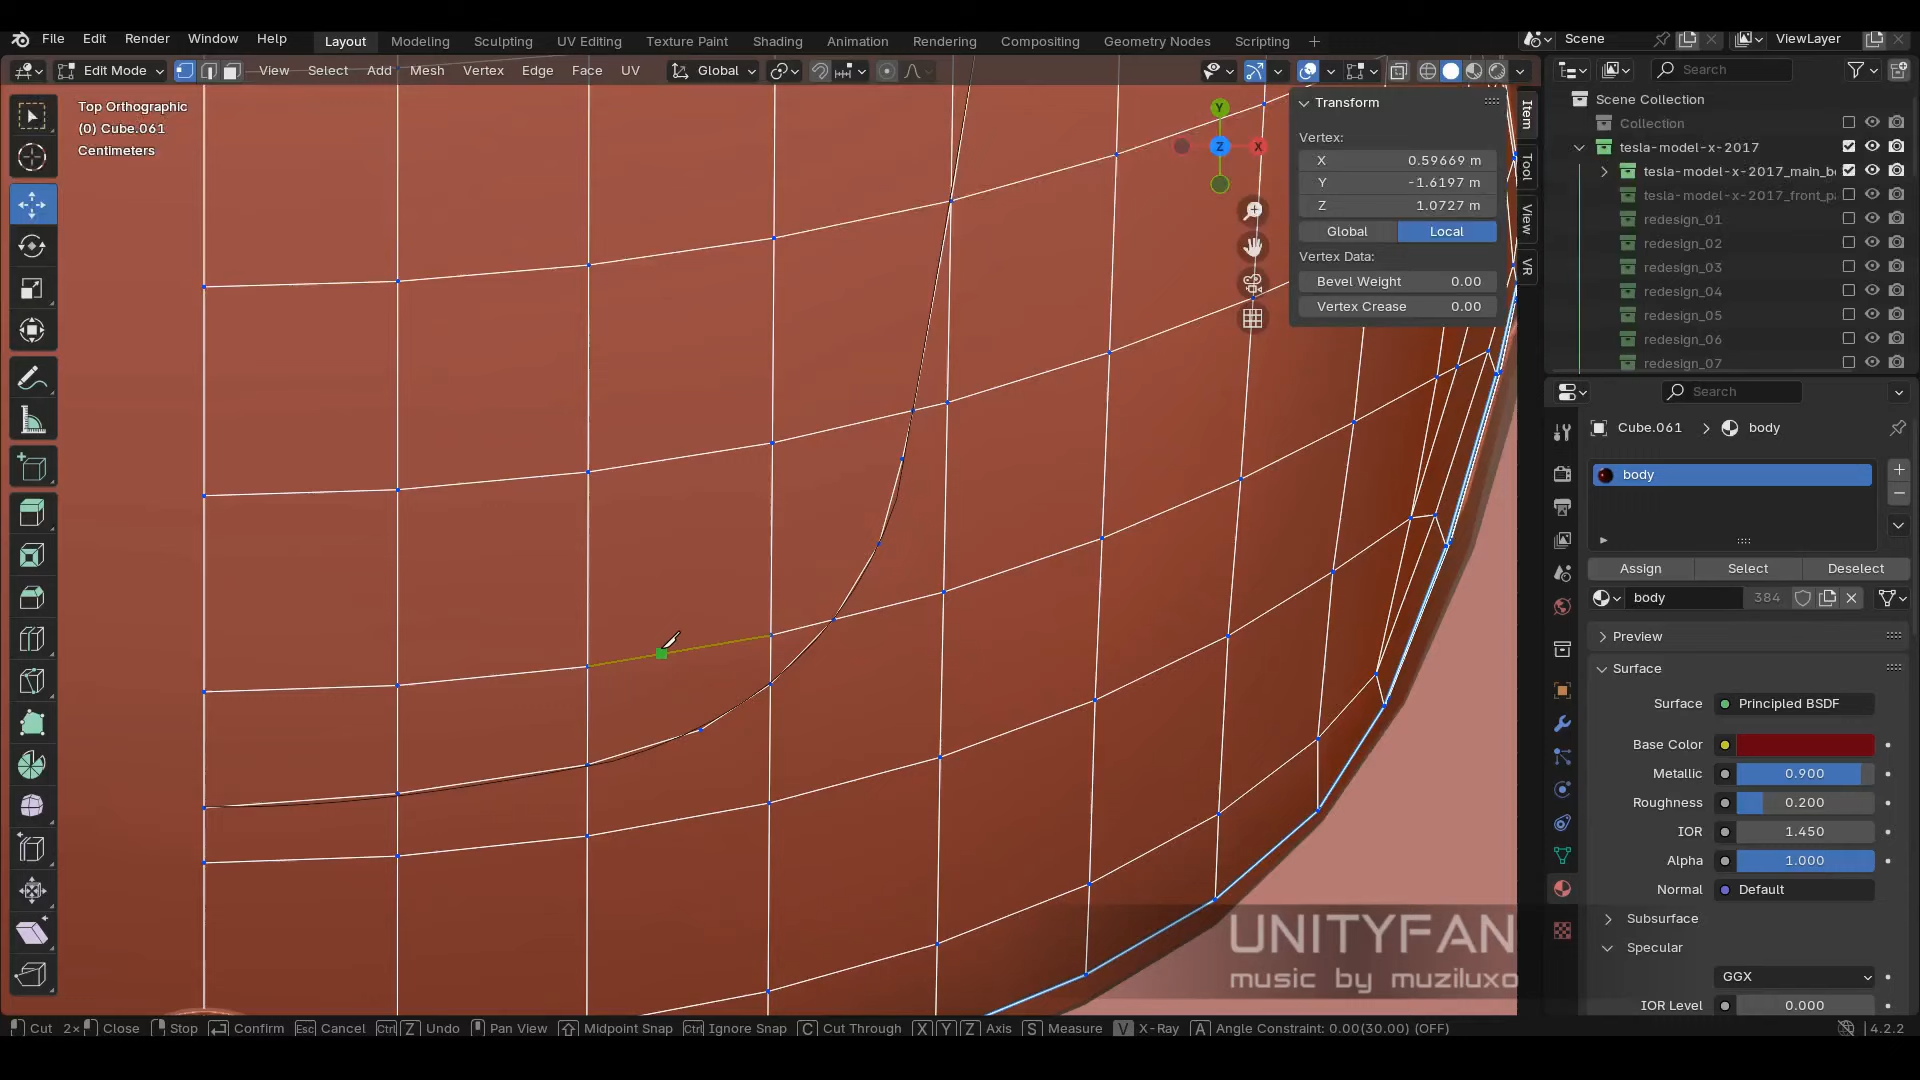 File Edit Render Window Help Layout Modeling Sculpting UV Editing Texture Paint Shading Animation Rendering Compositing Geometry Nodes Scripting + Scene ViewLayer
Edit Mode View Select Add Mesh Vertex Edge Face UV Global Search
Top Orthographic
(0) Cube.061
Centimeters
Y
Z
X
Transform
Vertex:
X 0.59669 m
Y -1.6197 m
Z 1.0727 m
Global Local
Vertex Data:
Bevel Weight 0.00
Vertex Crease 0.00
Item
Tool
View
VR
Scene Collection
Collection
tesla-model-x-2017
tesla-model-x-2017_main_b
tesla-model-x-2017_front_p
redesign_01
redesign_02
redesign_03
redesign_04
redesign_05
redesign_06
redesign_07
Search
Cube.061 > body
body
Assign Select Deselect
body 384
Preview
Surface
Surface Principled BSDF
Base Color
Metallic 0.900
Roughness 0.200
IOR 1.450
Alpha 1.000
Normal Default
Subsurface
Specular
GGX
IOR Level 0.000
UNITYFAN
music by muziluxo
Cut 2× Close Stop Confirm Esc Cancel Ctrl Z Undo Pan View Midpoint Snap Ctrl Ignore Snap C Cut Through X Y Z Axis S Measure V X-Ray A Angle Constraint: 0.00(30.00) (OFF) 4.2.2